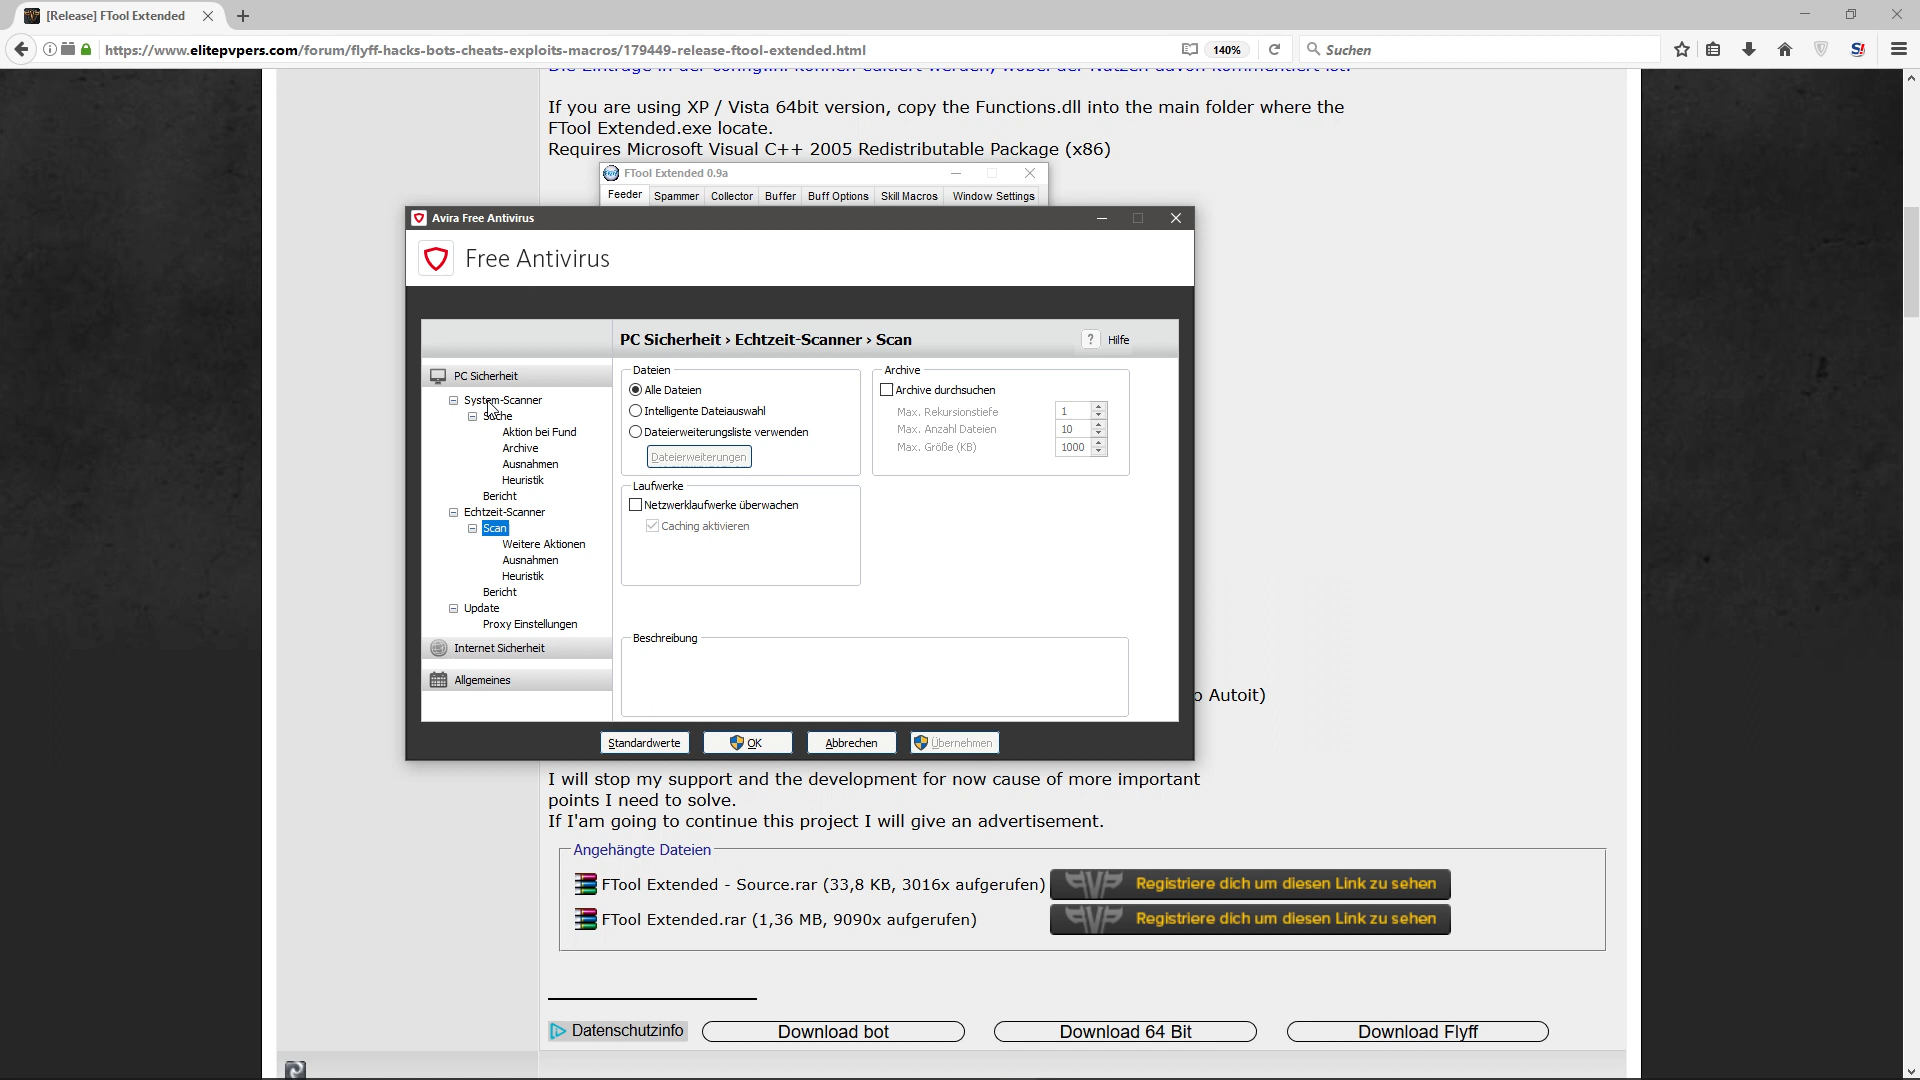 [Release] FTool Extended
https://www.elitepvpers.com/forum/flyff-hacks-bots-cheats-exploits-macros/179449-release-ftool-extended.html
140%
Suchen
If you are using XP / Vista 64bit version, copy the Functions.dll into the main folder where the
FTool Extended.exe locate.
Requires Microsoft Visual C++ 2005 Redistributable Package (x86)
FTool Extended 0.9a
Feeder Spammer Collector Buffer Buff Options Skill Macros Window Settings
Avira Free Antivirus
Free Antivirus
PC Sicherheit › Echtzeit-Scanner › Scan
? Hilfe
PC Sicherheit
System-Scanner
Suche
Aktion bei Fund
Archive
Ausnahmen
Heuristik
Bericht
Echtzeit-Scanner
Scan
Weitere Aktionen
Ausnahmen
Heuristik
Bericht
Update
Proxy Einstellungen
Internet Sicherheit
Allgemeines
Dateien
Alle Dateien
Intelligente Dateiauswahl
Dateierweiterungsliste verwenden
Dateierweiterungen
Archive
Archive durchsuchen
Max. Rekursionstiefe 1
Max. Anzahl Dateien 10
Max. Größe (KB) 1000
Laufwerke
Netzwerklaufwerke überwachen
Caching aktivieren
Beschreibung
Standardwerte OK Abbrechen Übernehmen
o Autoit)
I will stop my support and the development for now cause of more important
points I need to solve.
If I'am going to continue this project I will give an advertisement.
Angehängte Dateien
FTool Extended - Source.rar (33,8 KB, 3016x aufgerufen) Registriere dich um diesen Link zu sehen
FTool Extended.rar (1,36 MB, 9090x aufgerufen) Registriere dich um diesen Link zu sehen
Datenschutzinfo Download bot Download 64 Bit Download Flyff